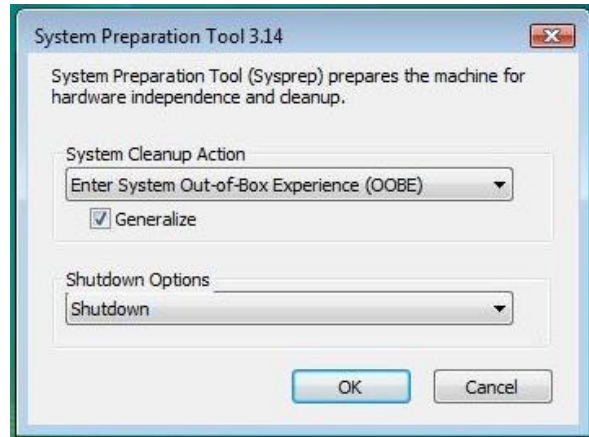 System Preparation Tool 3.14
System Preparation Tool (Sysprep) prepares the machine for
hardware independence and cleanup.
System Cleanup Action
Enter System Out-of-Box Experience (OOBE)
Generalize
Shutdown Options
Shutdown
OK
Cancel